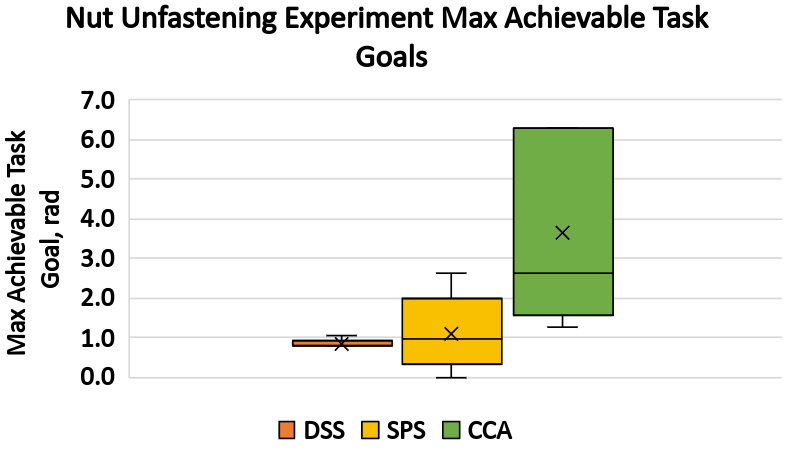 Nut Unfastening Experiment Max Achievable Task
Goals
Max Achievable Task
Goal, rad
7.0
6.0
5.0
4.0
3.0
2.0
1.0
0.0
DSS SPS CCA